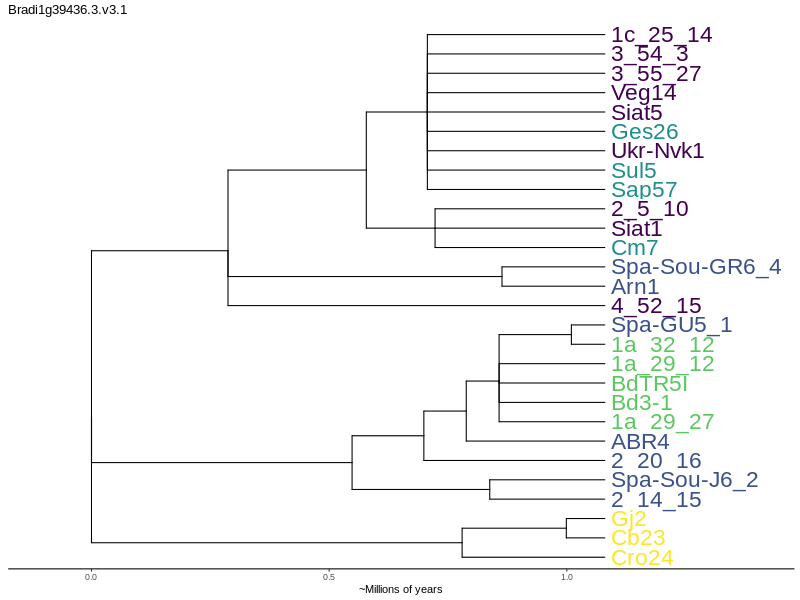 Bradi1g39436.3.v3.1
1c_25_14
3_54_3
3_55_27
Veg14
Siat5
Ges26
Ukr-Nvk1
Sul5
Sap57
2_5_10
Siat1
Cm7
Spa-Sou-GR6_4
Arn1
4_52_15
Spa-GU5_1
1a_32_12
1a_29_12
BdTR5I
Bd3-1
1a_29_27
ABR4
2_20_16
Spa-Sou-J6_2
2_14_15
Gj2
Cb23
Cro24
0.0 0.5 1.0
~Millions of years